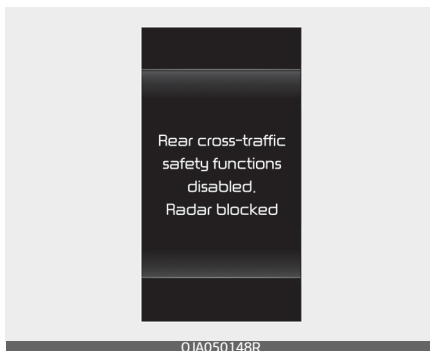 Rear cross-traffic
safety functions
disabled.
Radar blocked
OJA050148R